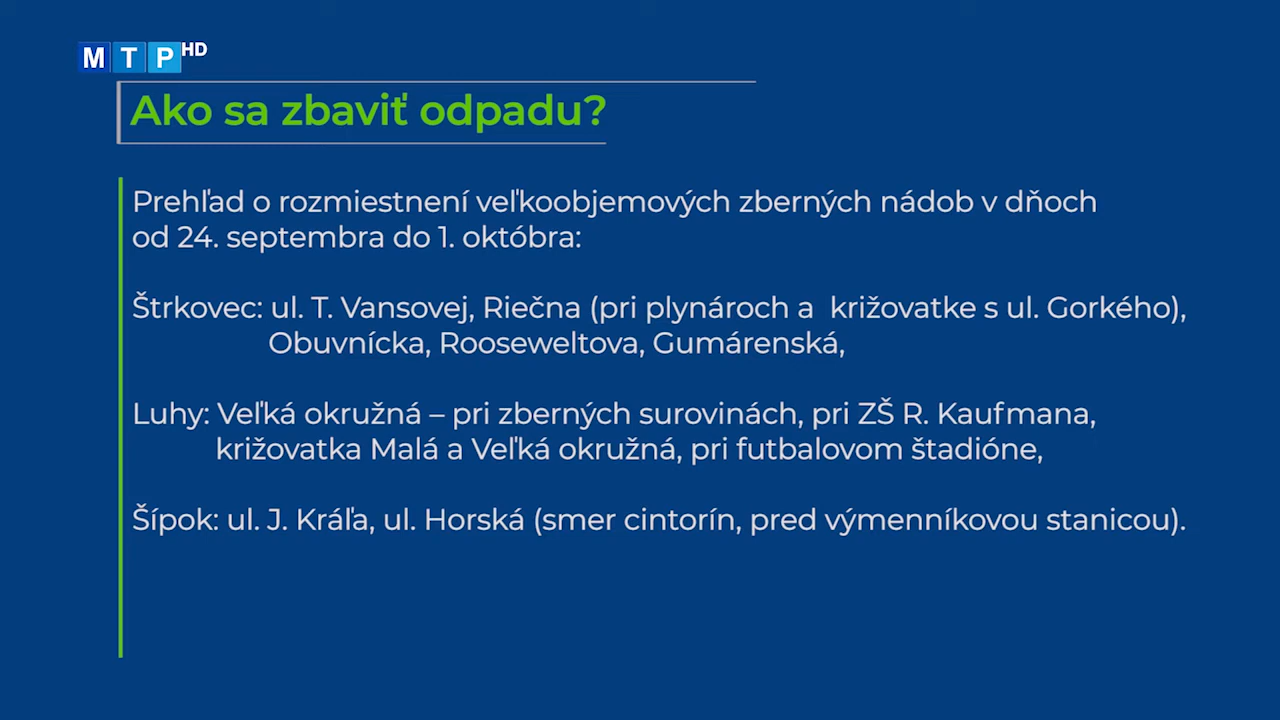 MTP HD
Ako sa zbaviť odpadu?
Prehľad o rozmiestnení veľkoobjemových zberných nádob v dňoch
od 24. septembra do 1. októbra:
Štrkovec: ul. T. Vansovej, Riečna (pri plynároch a  križovatke s ul. Gorkého),
Obuvnícka, Rooseweltova, Gumárenská,
Luhy: Veľká okružná – pri zberných surovinách, pri ZŠ R. Kaufmana,
križovatka Malá a Veľká okružná, pri futbalovom štadióne,
Šípok: ul. J. Kráľa, ul. Horská (smer cintorín, pred výmenníkovou stanicou).